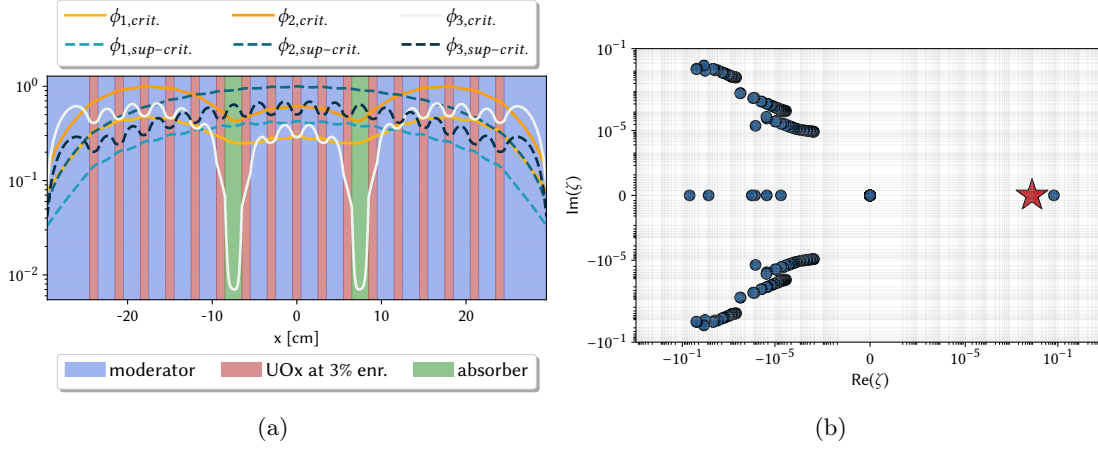 ϕ1,crit. ϕ2,crit. ϕ3,crit.
ϕ1,sup−crit. ϕ2,sup−crit. ϕ3,sup−crit.
10^0
10^−1
10^−2
-20 -10 0 10 20
x [cm]
moderator UOx at 3% enr. absorber
(a)
10^−1
10^−5
0
−10^−5
−10^−1
Im(ζ)
−10^−1 −10^−5 0 10^−5 10^−1
Re(ζ)
(b)